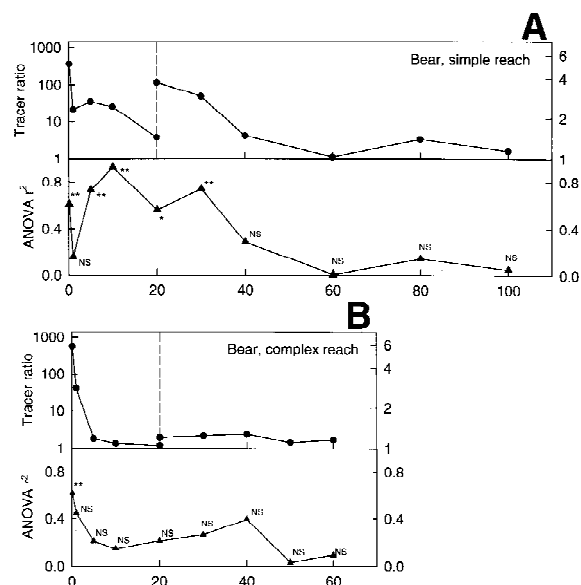 A
Bear, simple reach
Tracer ratio
1000
100
10
1
6
4
2
1
ANOVA r²
0.8
0.4
0.0
0.8
0.4
0
** NS ** ** * ** NS NS NS NS
0 20 40 60 80 100
B
Bear, complex reach
Tracer ratio
1000
100
10
1
6
4
2
1
ANOVA r²
0.8
0.4
0.0
0.8
0.4
0.0
** NS NS NS NS NS NS NS NS
0 20 40 60